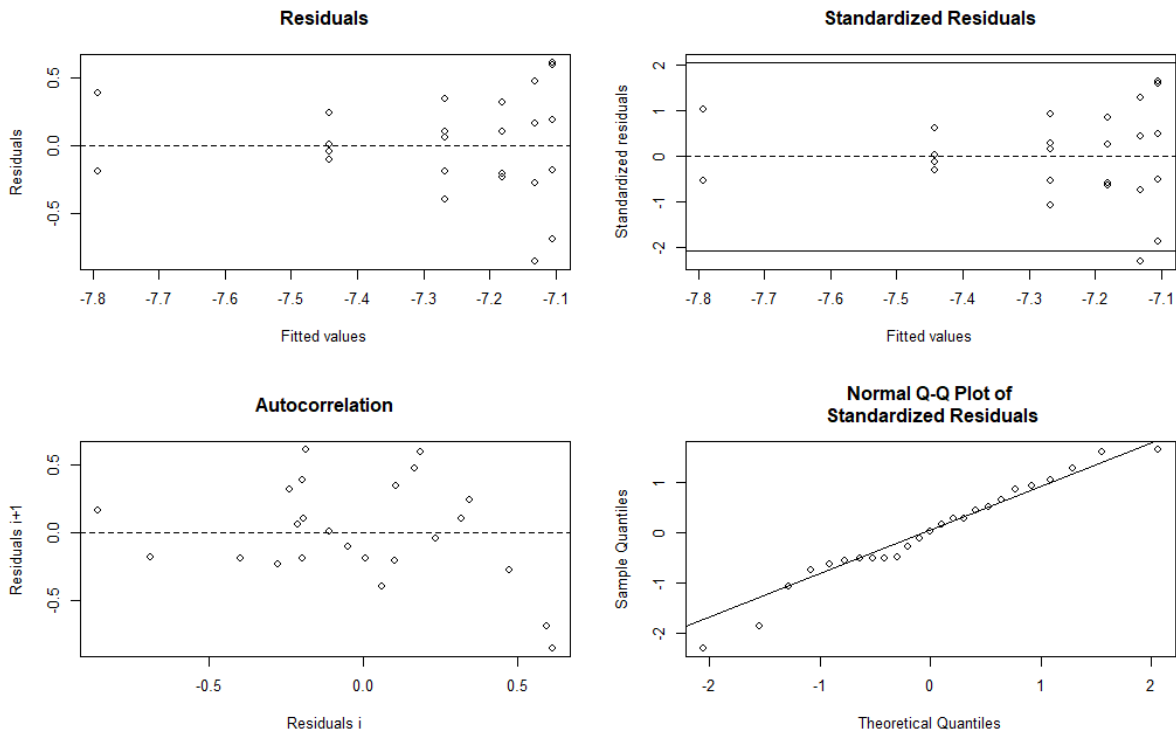 Residuals
Residuals
0.5
0.0
-0.5
-7.8 -7.7 -7.6 -7.5 -7.4 -7.3 -7.2 -7.1
Fitted values
Standardized Residuals
Standardized residuals
2
1
0
-1
-2
-7.8 -7.7 -7.6 -7.5 -7.4 -7.3 -7.2 -7.1
Fitted values
Autocorrelation
Residuals i+1
0.5
0.0
-0.5
-0.5 0.0 0.5
Residuals i
Normal Q-Q Plot of
Standardized Residuals
Sample Quantiles
1
0
-1
-2
-2 -1 0 1 2
Theoretical Quantiles